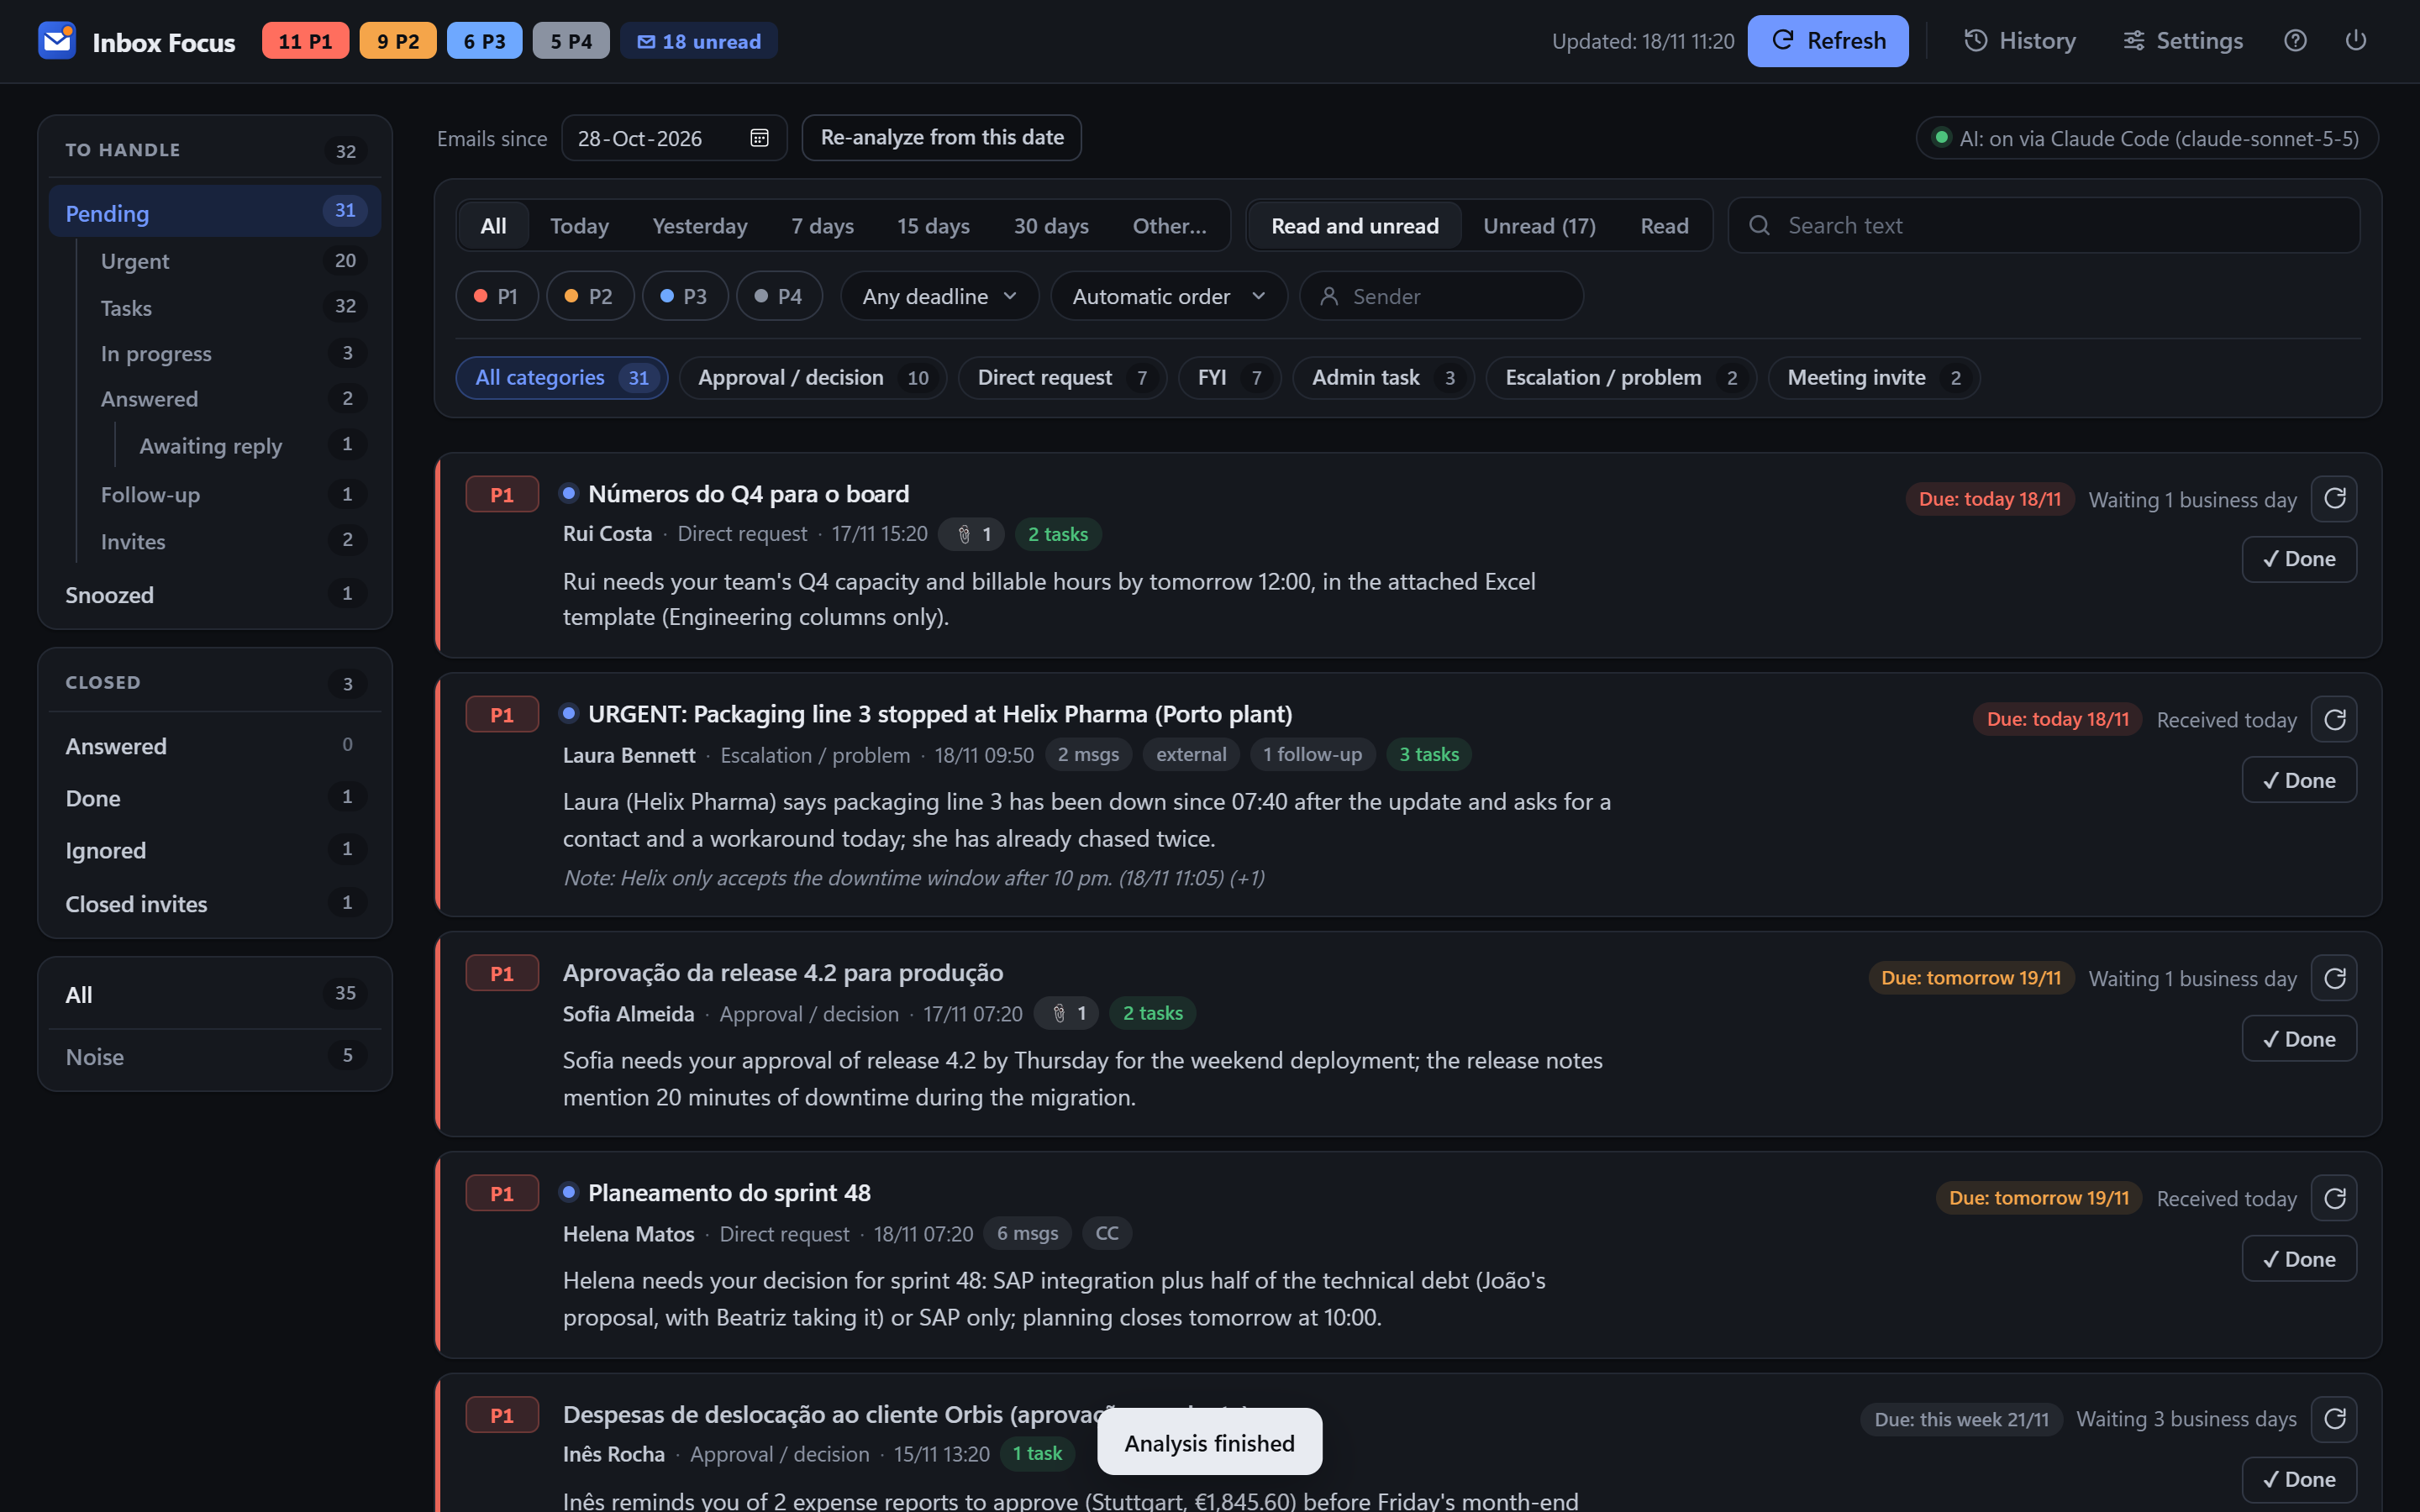 Inbox Focus
11 P1
9 P2
6 P3
5 P4
18 unread
Updated: 18/11 11:20
Refresh
History
Settings
TO HANDLE 32
Pending 31
Urgent 20
Tasks 32
In progress 3
Answered 2
Awaiting reply 1
Follow-up 1
Invites 2
Snoozed 1
CLOSED 3
Answered 0
Done 1
Ignored 1
Closed invites 1
All 35
Noise 5
Emails since 28-Oct-2026 Re-analyze from this date
AI: on via Claude Code (claude-sonnet-5-5)
All Today Yesterday 7 days 15 days 30 days Other... Read and unread Unread (17) Read Search text
P1 P2 P3 P4 Any deadline Automatic order Sender
All categories 31 Approval / decision 10 Direct request 7 FYI 7 Admin task 3 Escalation / problem 2 Meeting invite 2
P1 Números do Q4 para o board
Due: today 18/11 Waiting 1 business day
Rui Costa · Direct request · 17/11 15:20 1 2 tasks
✓ Done
Rui needs your team's Q4 capacity and billable hours by tomorrow 12:00, in the attached Excel
template (Engineering columns only).
P1 URGENT: Packaging line 3 stopped at Helix Pharma (Porto plant)
Due: today 18/11 Received today
Laura Bennett · Escalation / problem · 18/11 09:50 2 msgs external 1 follow-up 3 tasks
✓ Done
Laura (Helix Pharma) says packaging line 3 has been down since 07:40 after the update and asks for a
contact and a workaround today; she has already chased twice.
Note: Helix only accepts the downtime window after 10 pm. (18/11 11:05) (+1)
P1 Aprovação da release 4.2 para produção
Due: tomorrow 19/11 Waiting 1 business day
Sofia Almeida · Approval / decision · 17/11 07:20 1 2 tasks
✓ Done
Sofia needs your approval of release 4.2 by Thursday for the weekend deployment; the release notes
mention 20 minutes of downtime during the migration.
P1 Planeamento do sprint 48
Due: tomorrow 19/11 Received today
Helena Matos · Direct request · 18/11 07:20 6 msgs CC
✓ Done
Helena needs your decision for sprint 48: SAP integration plus half of the technical debt (João's
proposal, with Beatriz taking it) or SAP only; planning closes tomorrow at 10:00.
P1 Despesas de deslocação ao cliente Orbis
Due: this week 21/11 Waiting 3 business days
Inês Rocha · Approval / decision · 15/11 13:20 1 task
✓ Done
Analysis finished
Inês reminds you of 2 expense reports to approve (Stuttgart, €1,845.60) before Friday's month-end